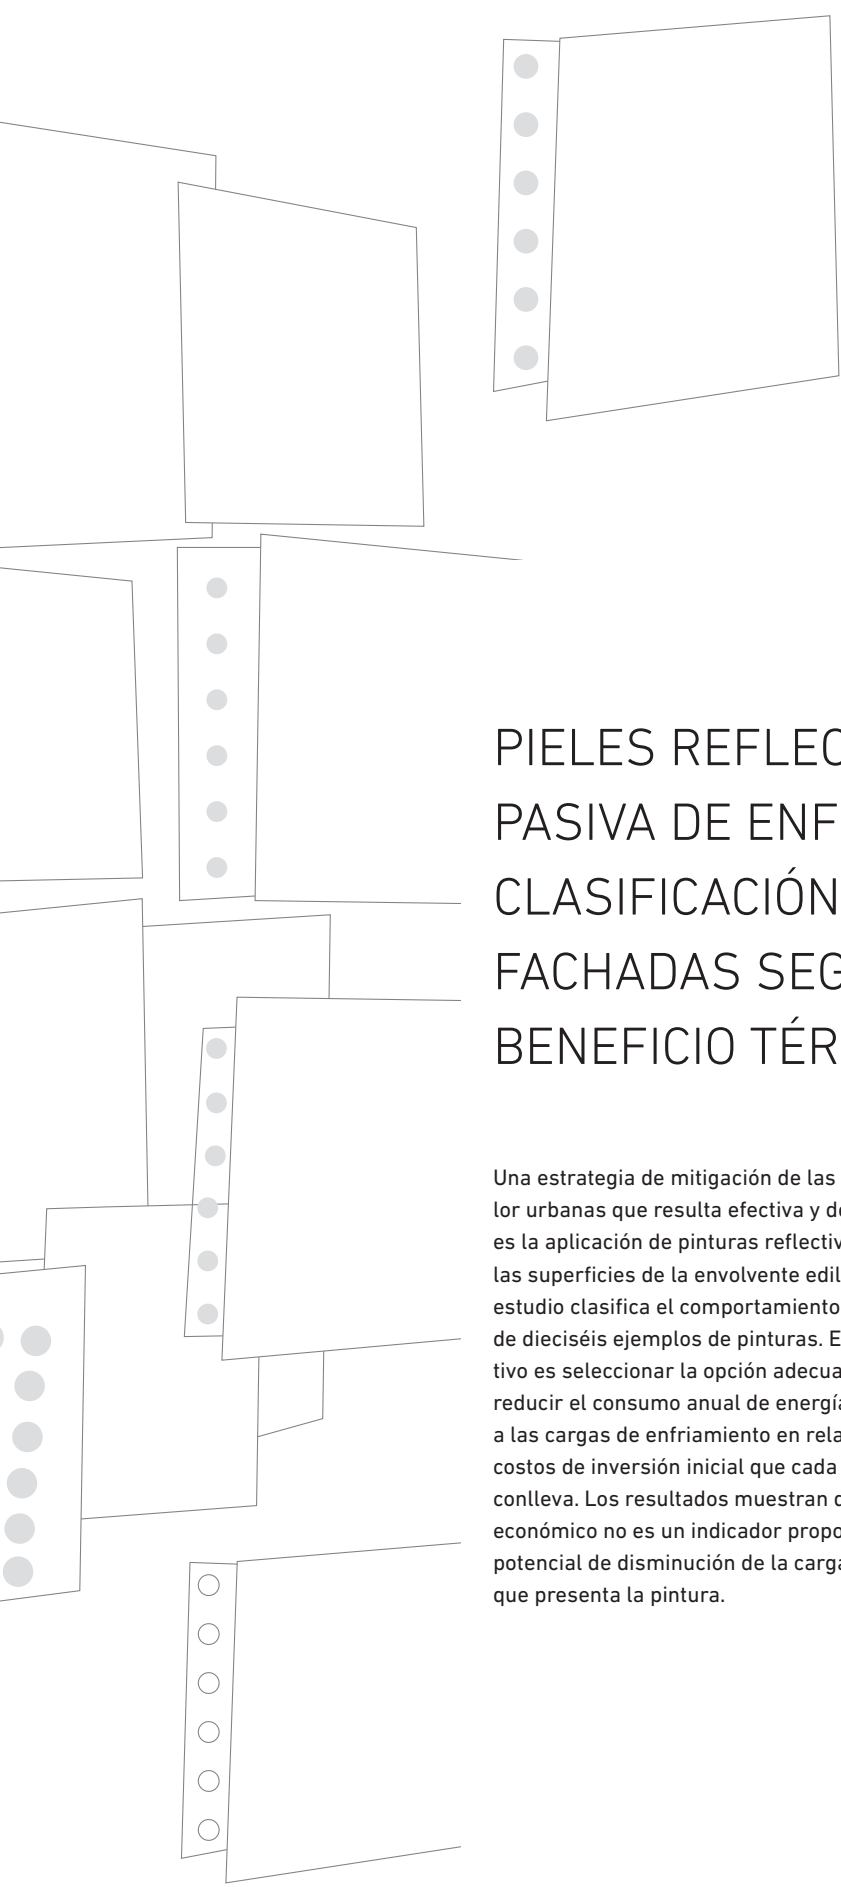 PIELES REFLEC
PASIVA DE ENF
CLASIFICACIÓN
FACHADAS SEG
BENEFICIO TÉR
Una estrategia de mitigación de las
lor urbanas que resulta efectiva y de
es la aplicación de pinturas reflectiv
las superficies de la envolvente edil
estudio clasifica el comportamiento
de dieciséis ejemplos de pinturas. E
tivo es seleccionar la opción adecua
reducir el consumo anual de energía
a las cargas de enfriamiento en rela
costos de inversión inicial que cada
conlleva. Los resultados muestran
económico no es un indicador propo
potencial de disminución de la carga
que presenta la pintura.